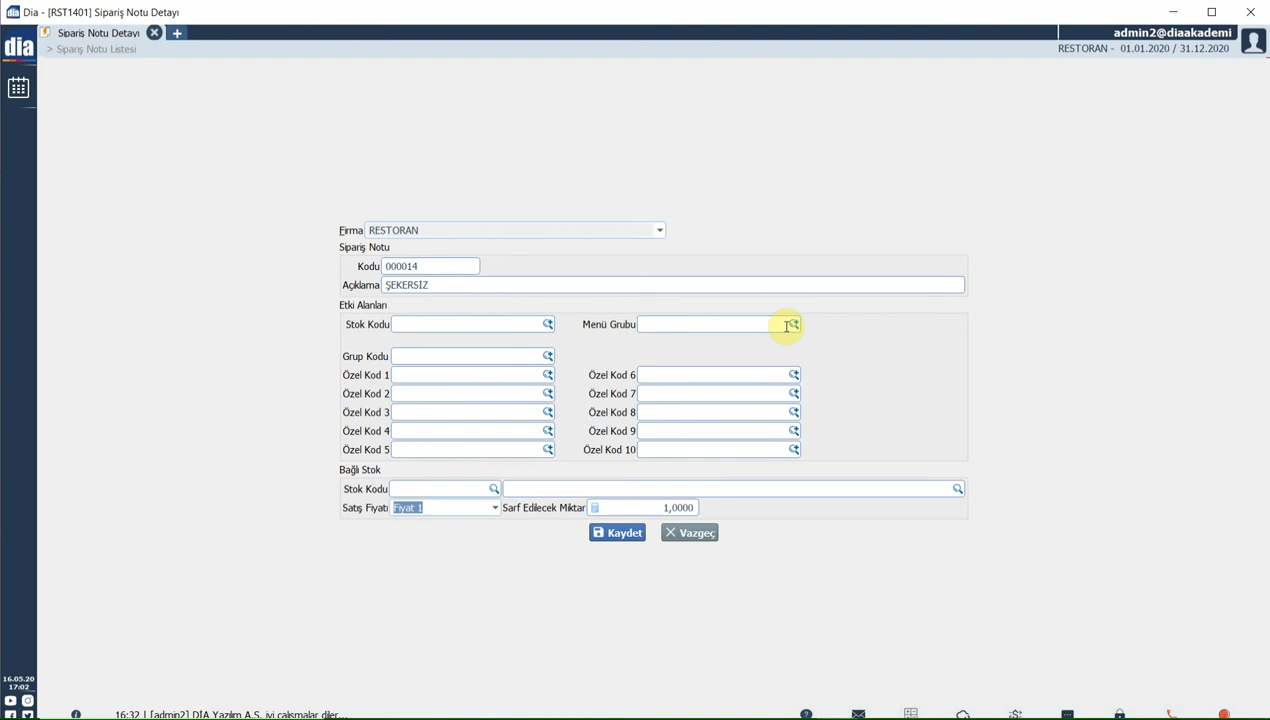 Dia - [RST1401] Sipariş Notu Detayı
Sipariş Notu Detayı
admin2@diaakademi
dia
> Sipariş Notu Listesi
RESTORAN - 01.01.2020 / 31.12.2020
Firma RESTORAN
Sipariş Notu
Kodu 000014
Açıklama ŞEKERSİZ
Etki Alanları
Stok Kodu Menü Grubu
Grup Kodu
Özel Kod 1 Özel Kod 6
Özel Kod 2 Özel Kod 7
Özel Kod 3 Özel Kod 8
Özel Kod 4 Özel Kod 9
Özel Kod 5 Özel Kod 10
Bağlı Stok
Stok Kodu
Satış Fiyatı Fiyat 1 Sarf Edilecek Miktar 1,0000
Kaydet Vazgeç
16.05.20
17:02
16:32 | [admin2] DİA Yazılım A.Ş. iyi çalışmalar diler...